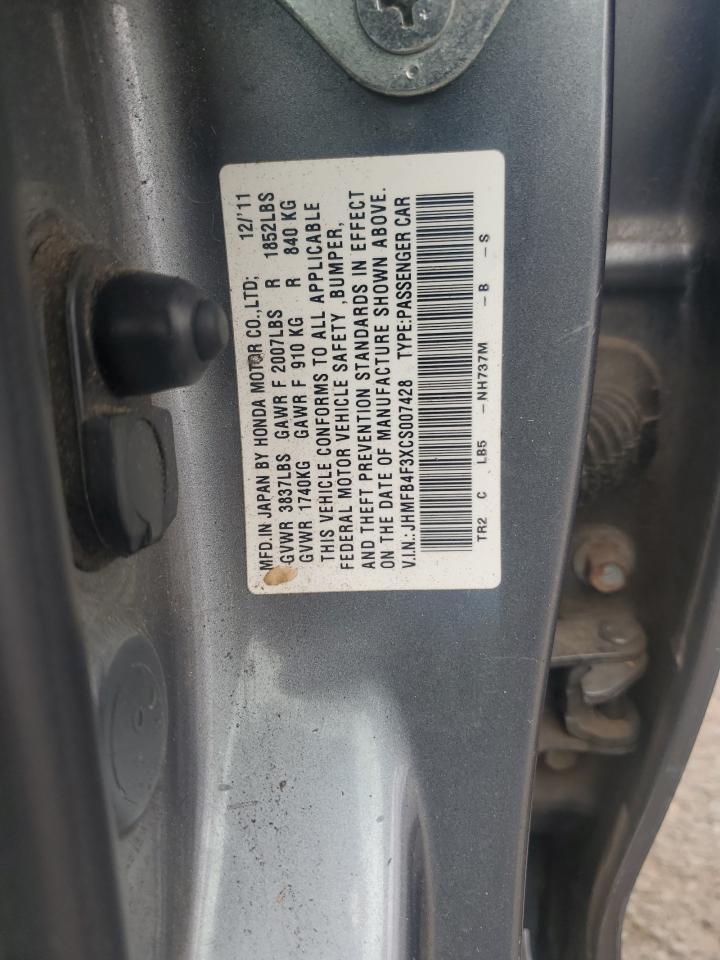 MFD.IN JAPAN BY HONDA MOTOR CO.,LTD; 12/'11
GVWR 3837LBS GAWR F 2007LBS R 1852LBS
GVWR 1740KG GAWR F 910 KG R 840 KG
THIS VEHICLE CONFORMS TO ALL APPLICABLE
FEDERAL MOTOR VEHICLE SAFETY ,BUMPER,
AND THEFT PREVENTION STANDARDS IN EFFECT
ON THE DATE OF MANUFACTURE SHOWN ABOVE.
V.I.N.: JHMFB4F3XCS007428 TYPE:PASSENGER CAR
TR2 C LB5 -NH737M -B -S